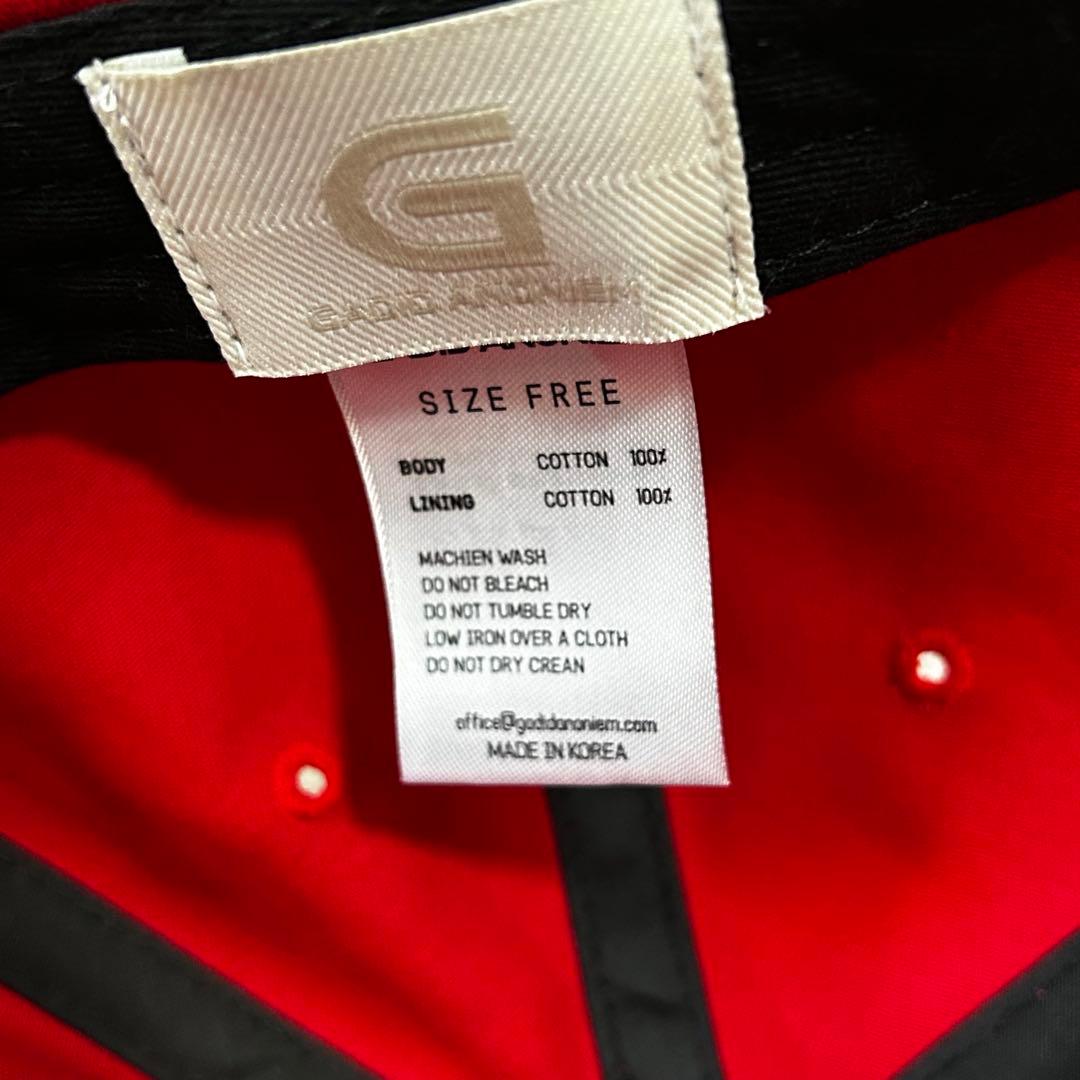 G
GADID ANONIEM
SIZE FREE
BODY COTTON 100%
LINING COTTON 100%
MACHIEN WASH
DO NOT BLEACH
DO NOT TUMBLE DRY
LOW IRON OVER A CLOTH
DO NOT DRY CREAN
office@gadidanoniem.com
MADE IN KOREA